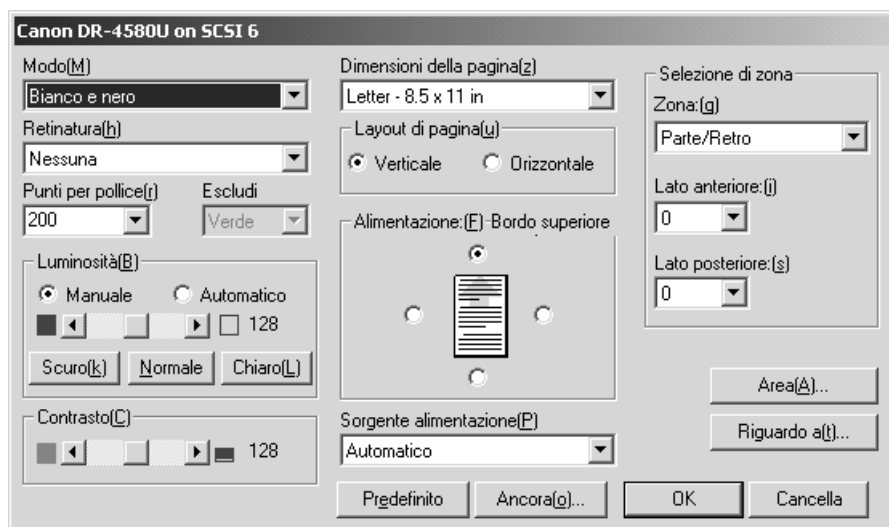 Canon DR-4580U on SCSI 6
Modo(M)
Bianco e nero
Retinatura(h)
Nessuna
Punti per pollice(r)
Escludi
200
Verde
Luminosità(B)
Manuale
Automatico
128
Scuro(k)
Normale
Chiaro(L)
Contrasto(C)
128
Dimensioni della pagina(z)
Letter - 8.5 x 11 in
Layout di pagina(u)
Verticale
Orizzontale
Alimentazione:(F)-Bordo superiore
Sorgente alimentazione(P)
Automatico
Selezione di zona
Zona:(g)
Parte/Retro
Lato anteriore:(i)
0
Lato posteriore:(s)
0
Area(A)...
Riguardo a(t)...
Predefinito
Ancora(o)...
OK
Cancella